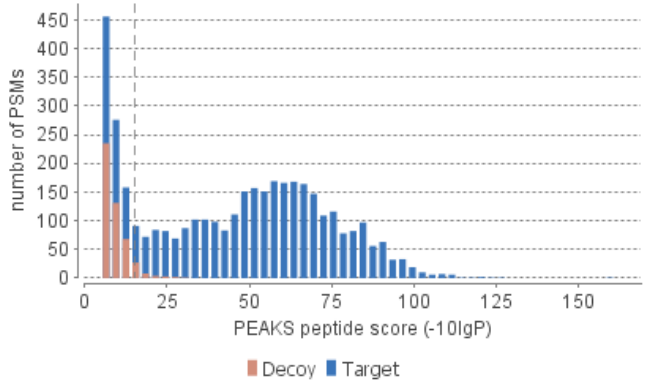 number of PSMs
450
400
350
300
250
200
150
100
50
0
0 25 50 75 100 125 150
PEAKS peptide score (-10lgP)
Decoy Target